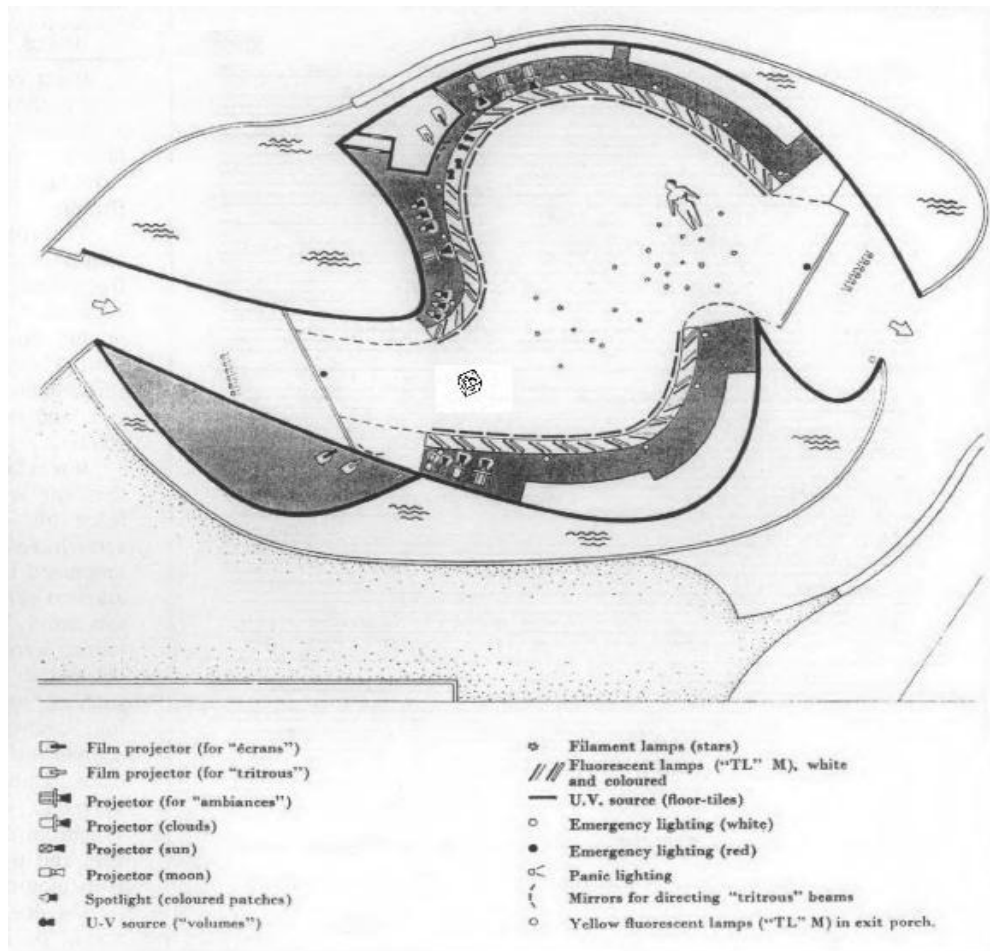 Film projector (for "écrans")
Film projector (for "tritrous")
Projector (for "ambiances")
Projector (clouds)
Projector (sun)
Projector (moon)
Spotlight (coloured patches)
U-V source ("volumes")
Filament lamps (stars)
Fluorescent lamps ("TL" M), white
and coloured
U.V. source (floor-tiles)
Emergency lighting (white)
Emergency lighting (red)
Panic lighting
Mirrors for directing "tritrous" beams
Yellow fluorescent lamps ("TL" M) in exit porch.